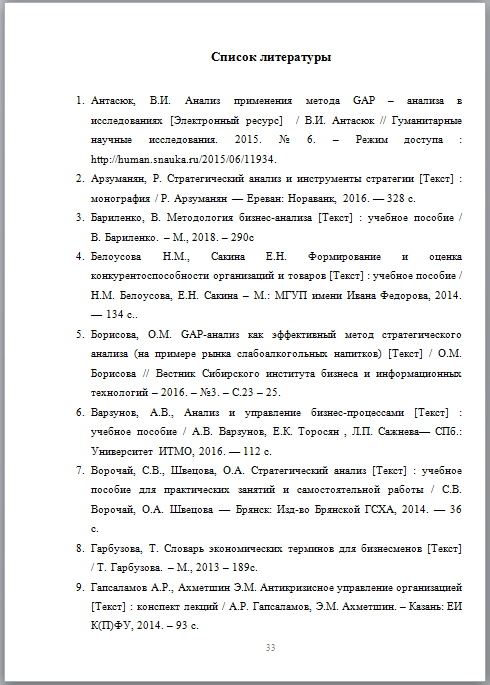 Список литературы
1. Антасюк, В.И. Анализ применения метода GAP – анализа в
исследованиях [Электронный ресурс] / В.И. Антасюк // Гуманитарные
научные исследования. 2015. № 6. – Режим доступа :
http://human.snauka.ru/2015/06/11934.
2. Арзуманян, Р. Стратегический анализ и инструменты стратегии [Текст] :
монография / Р. Арзуманян — Ереван: Нораванк, 2016. — 328 с.
3. Бариленко, В. Методология бизнес-анализа [Текст] : учебное пособие /
В. Бариленко. – М., 2018. – 290с
4. Белоусова Н.М., Сакина Е.Н. Формирование и оценка
конкурентоспособности организаций и товаров [Текст] : учебное пособие /
Н.М. Белоусова, Е.Н. Сакина – М.: МГУП имени Ивана Федорова, 2014.
— 134 с..
5. Борисова, О.М. GAP-анализ как эффективный метод стратегического
анализа (на примере рынка слабоалкогольных напитков) [Текст] / О.М.
Борисова // Вестник Сибирского института бизнеса и информационных
технологий – 2016. – №3. – С.23 – 25.
6. Варзунов, А.В., Анализ и управление бизнес-процессами [Текст] :
учебное пособие / А.В. Варзунов, Е.К. Торосян , Л.П. Сажнева— СПб.:
Университет ИТМО, 2016. — 112 с.
7. Ворочай, С.В., Швецова, О.А. Стратегический анализ [Текст] : учебное
пособие для практических занятий и самостоятельной работы / С.В.
Ворочай, О.А. Швецова — Брянск: Изд-во Брянской ГСХА, 2014. — 36
с.
8. Гарбузова, Т. Словарь экономических терминов для бизнесменов [Текст]
/ Т. Гарбузова. – М., 2013 – 189с.
9. Гапсаламов А.Р., Ахметшин Э.М. Антикризисное управление организацией
[Текст] : конспект лекций / А.Р. Гапсаламов, Э.М. Ахметшин. – Казань: ЕИ
К(П)ФУ, 2014. – 93 с.
33